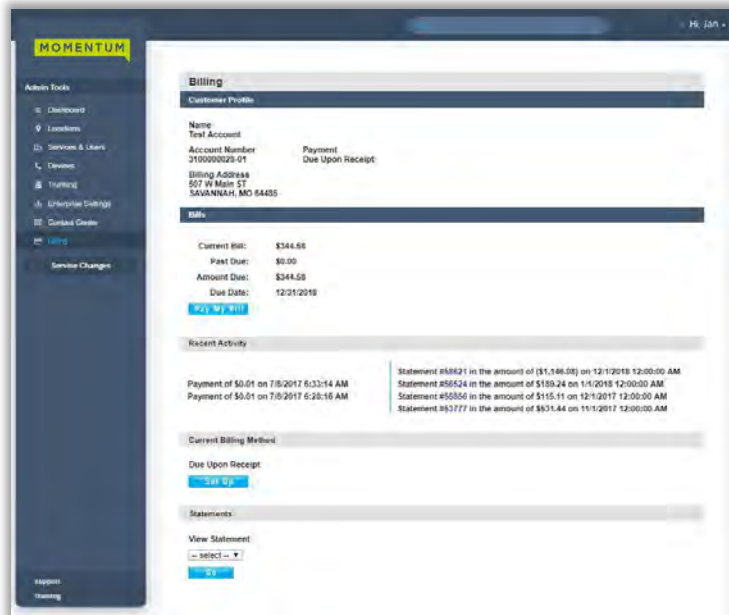 Hi, Jan
MOMENTUM
Admin Tools
Dashboard
Locations
Services & Users
Devices
Trunking
Enterprise Settings
Contact Center
Billing
Service Changes
Support
Training
Billing
Customer Profile
Name
Test Account
Account Number Payment
3100000028-01 Due Upon Receipt
Billing Address
507 W Main ST
SAVANNAH, MO 64485
Bills
Current Bill: $344.58
Past Due: $0.00
Amount Due: $344.58
Due Date: 12/31/2018
Pay My Bill
Recent Activity
Payment of $0.01 on 7/8/2017 6:33:14 AM
Payment of $0.01 on 7/8/2017 6:28:16 AM
Statement #58621 in the amount of ($1,146.08) on 12/1/2018 12:00:00 AM
Statement #56524 in the amount of $189.24 on 1/1/2018 12:00:00 AM
Statement in the amount of $115.11 on 12/1/2017 12:00:00 AM
Statement #53777 in the amount of $631.44 on 11/1/2017 12:00:00 AM
Current Billing Method
Due Upon Receipt
Set Up
Statements
View Statement
-- select --
Go